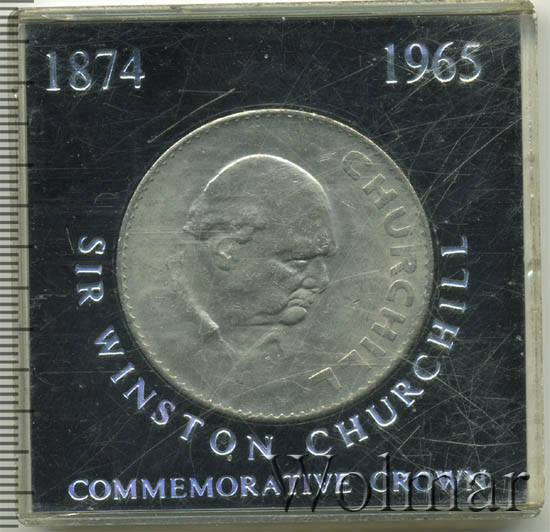 1874 1965
CHURCHILL
SIR WINSTON CHURCHILL
COMMEMORATIVE CROWN
Wolmar